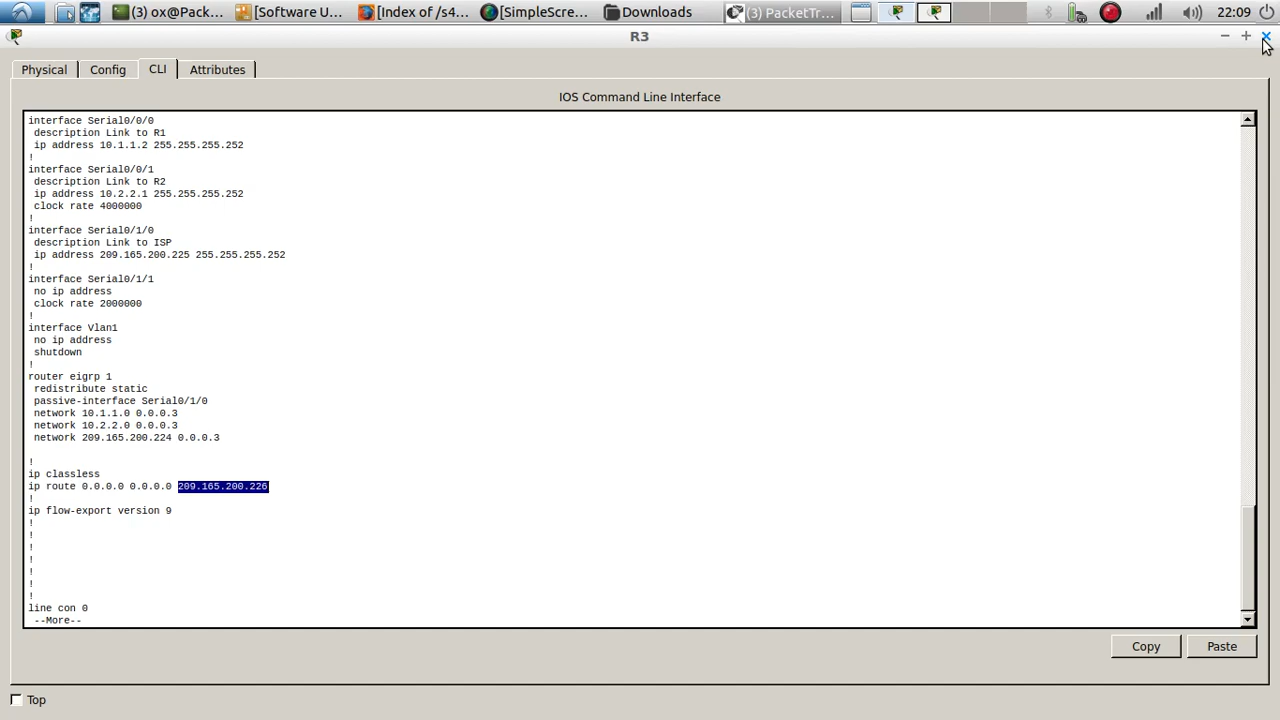 (3) ox@Pack... [Software U... [Index of /s4... [SimpleScre... Downloads (3) PacketTr... 22:09
R3
Physical Config CLI Attributes
IOS Command Line Interface
interface Serial0/0/0
description Link to R1
ip address 10.1.1.2 255.255.255.252
!
interface Serial0/0/1
description Link to R2
ip address 10.2.2.1 255.255.255.252
clock rate 4000000
!
interface Serial0/1/0
description Link to ISP
ip address 209.165.200.225 255.255.255.252
!
interface Serial0/1/1
no ip address
clock rate 2000000
!
interface Vlan1
no ip address
shutdown
!
router eigrp 1
redistribute static
passive-interface Serial0/1/0
network 10.1.1.0 0.0.0.3
network 10.2.2.0 0.0.0.3
network 209.165.200.224 0.0.0.3
!
ip classless
ip route 0.0.0.0 0.0.0.0 209.165.200.226
!
ip flow-export version 9
!
!
!
!
!
!
!
line con 0
--More--
Copy Paste
Top